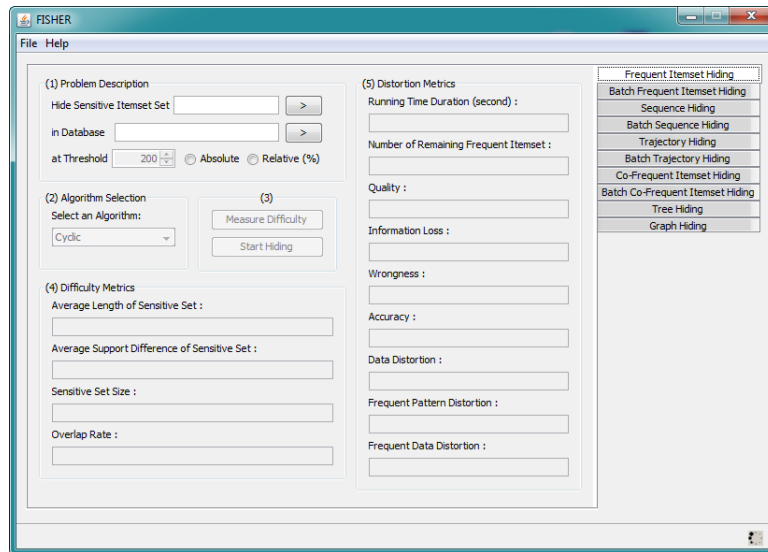 FISHER
File Help
(1) Problem Description
Hide Sensitive Itemset Set >
in Database >
at Threshold 200 Absolute Relative (%)
(2) Algorithm Selection
Select an Algorithm:
Cyclic
(3)
Measure Difficulty
Start Hiding
(4) Difficulty Metrics
Average Length of Sensitive Set :
Average Support Difference of Sensitive Set :
Sensitive Set Size :
Overlap Rate :
(5) Distortion Metrics
Running Time Duration (second) :
Number of Remaining Frequent Itemset :
Quality :
Information Loss :
Wrongness :
Accuracy :
Data Distortion :
Frequent Pattern Distortion :
Frequent Data Distortion :
Frequent Itemset Hiding
Batch Frequent Itemset Hiding
Sequence Hiding
Batch Sequence Hiding
Trajectory Hiding
Batch Trajectory Hiding
Co-Frequent Itemset Hiding
Batch Co-Frequent Itemset Hiding
Tree Hiding
Graph Hiding